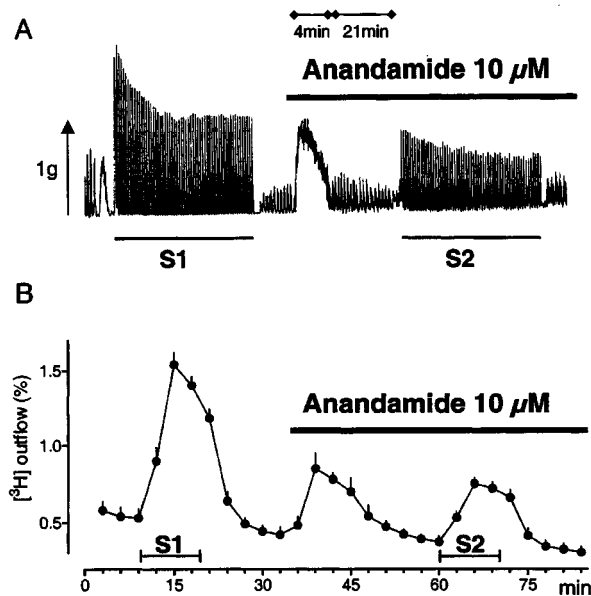 A
4min 21min
Anandamide 10 µM
1g
S1 S2
B
[³H] outflow (%)
1.5
1.0
0.5
Anandamide 10 µM
S1 S2
0 15 30 45 60 75 min